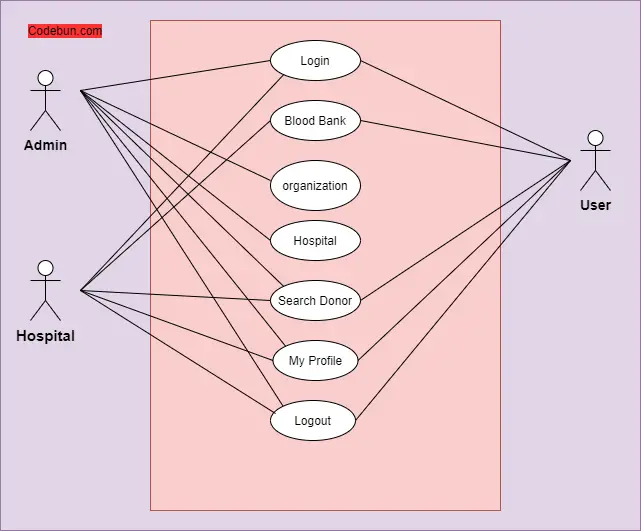 Codebun.com
Login
Admin
Blood Bank
User
organization
Hospital
Hospital
Search Donor
My Profile
Logout